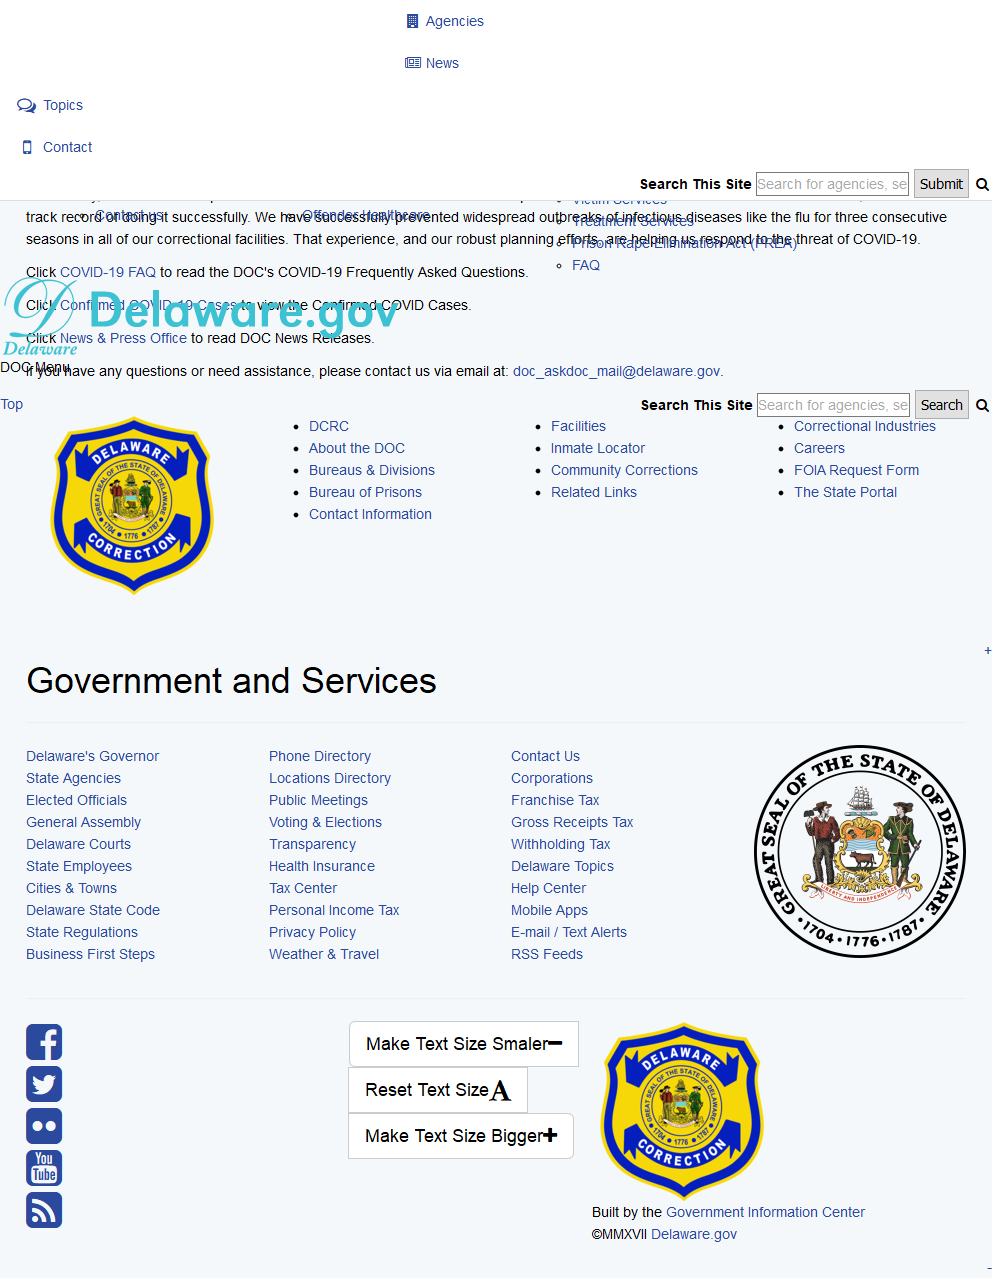 Agencies
News
Topics
Contact
Search This Site Search for agencies, se Submit
Victim Services
Contact us
Offender Healthcare
Treatment Services
Prison Rape Elimination Act (PREA)
FAQ
track record of doing it successfully. We have successfully prevented widespread outbreaks of infectious diseases like the flu for three consecutive
seasons in all of our correctional facilities. That experience, and our robust planning efforts, are helping us respond to the threat of COVID-19.
Click COVID-19 FAQ to read the DOC's COVID-19 Frequently Asked Questions.
Click Confirmed COVID-19 Cases to view the Confirmed COVID Cases.
Delaware.gov
Delaware
Click News & Press Office to read DOC News Releases.
DOC Menu
If you have any questions or need assistance, please contact us via email at: doc_askdoc_mail@delaware.gov.
Top
Search This Site Search for agencies, se Search
DELAWARE
GREAT SEAL OF THE STATE OF DELAWARE
1704 • 1776 • 1787
CORRECTION
DCRC
About the DOC
Bureaus & Divisions
Bureau of Prisons
Contact Information
Facilities
Inmate Locator
Community Corrections
Related Links
Correctional Industries
Careers
FOIA Request Form
The State Portal
+
Government and Services
Delaware's Governor
State Agencies
Elected Officials
General Assembly
Delaware Courts
State Employees
Cities & Towns
Delaware State Code
State Regulations
Business First Steps
Phone Directory
Locations Directory
Public Meetings
Voting & Elections
Transparency
Health Insurance
Tax Center
Personal Income Tax
Privacy Policy
Weather & Travel
Contact Us
Corporations
Franchise Tax
Gross Receipts Tax
Withholding Tax
Delaware Topics
Help Center
Mobile Apps
E-mail / Text Alerts
RSS Feeds
GREAT SEAL OF THE STATE OF DELAWARE
LIBERTY AND INDEPENDENCE
• 1704 • 1776 • 1787 •
You
Tube
Make Text Size Smaler
Reset Text Size A
Make Text Size Bigger
DELAWARE
GREAT SEAL OF THE STATE OF DELAWARE
1704 • 1776 • 1787
CORRECTION
Built by the Government Information Center
©MMXVII Delaware.gov
-